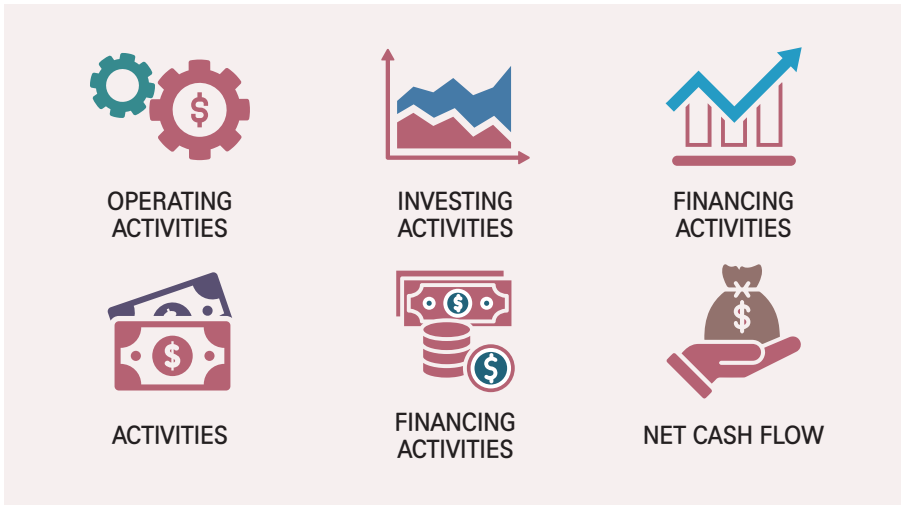 OPERATING
ACTIVITIES
INVESTING
ACTIVITIES
FINANCING
ACTIVITIES
$
$
$
$
$
$
ACTIVITIES
FINANCING
ACTIVITIES
NET CASH FLOW